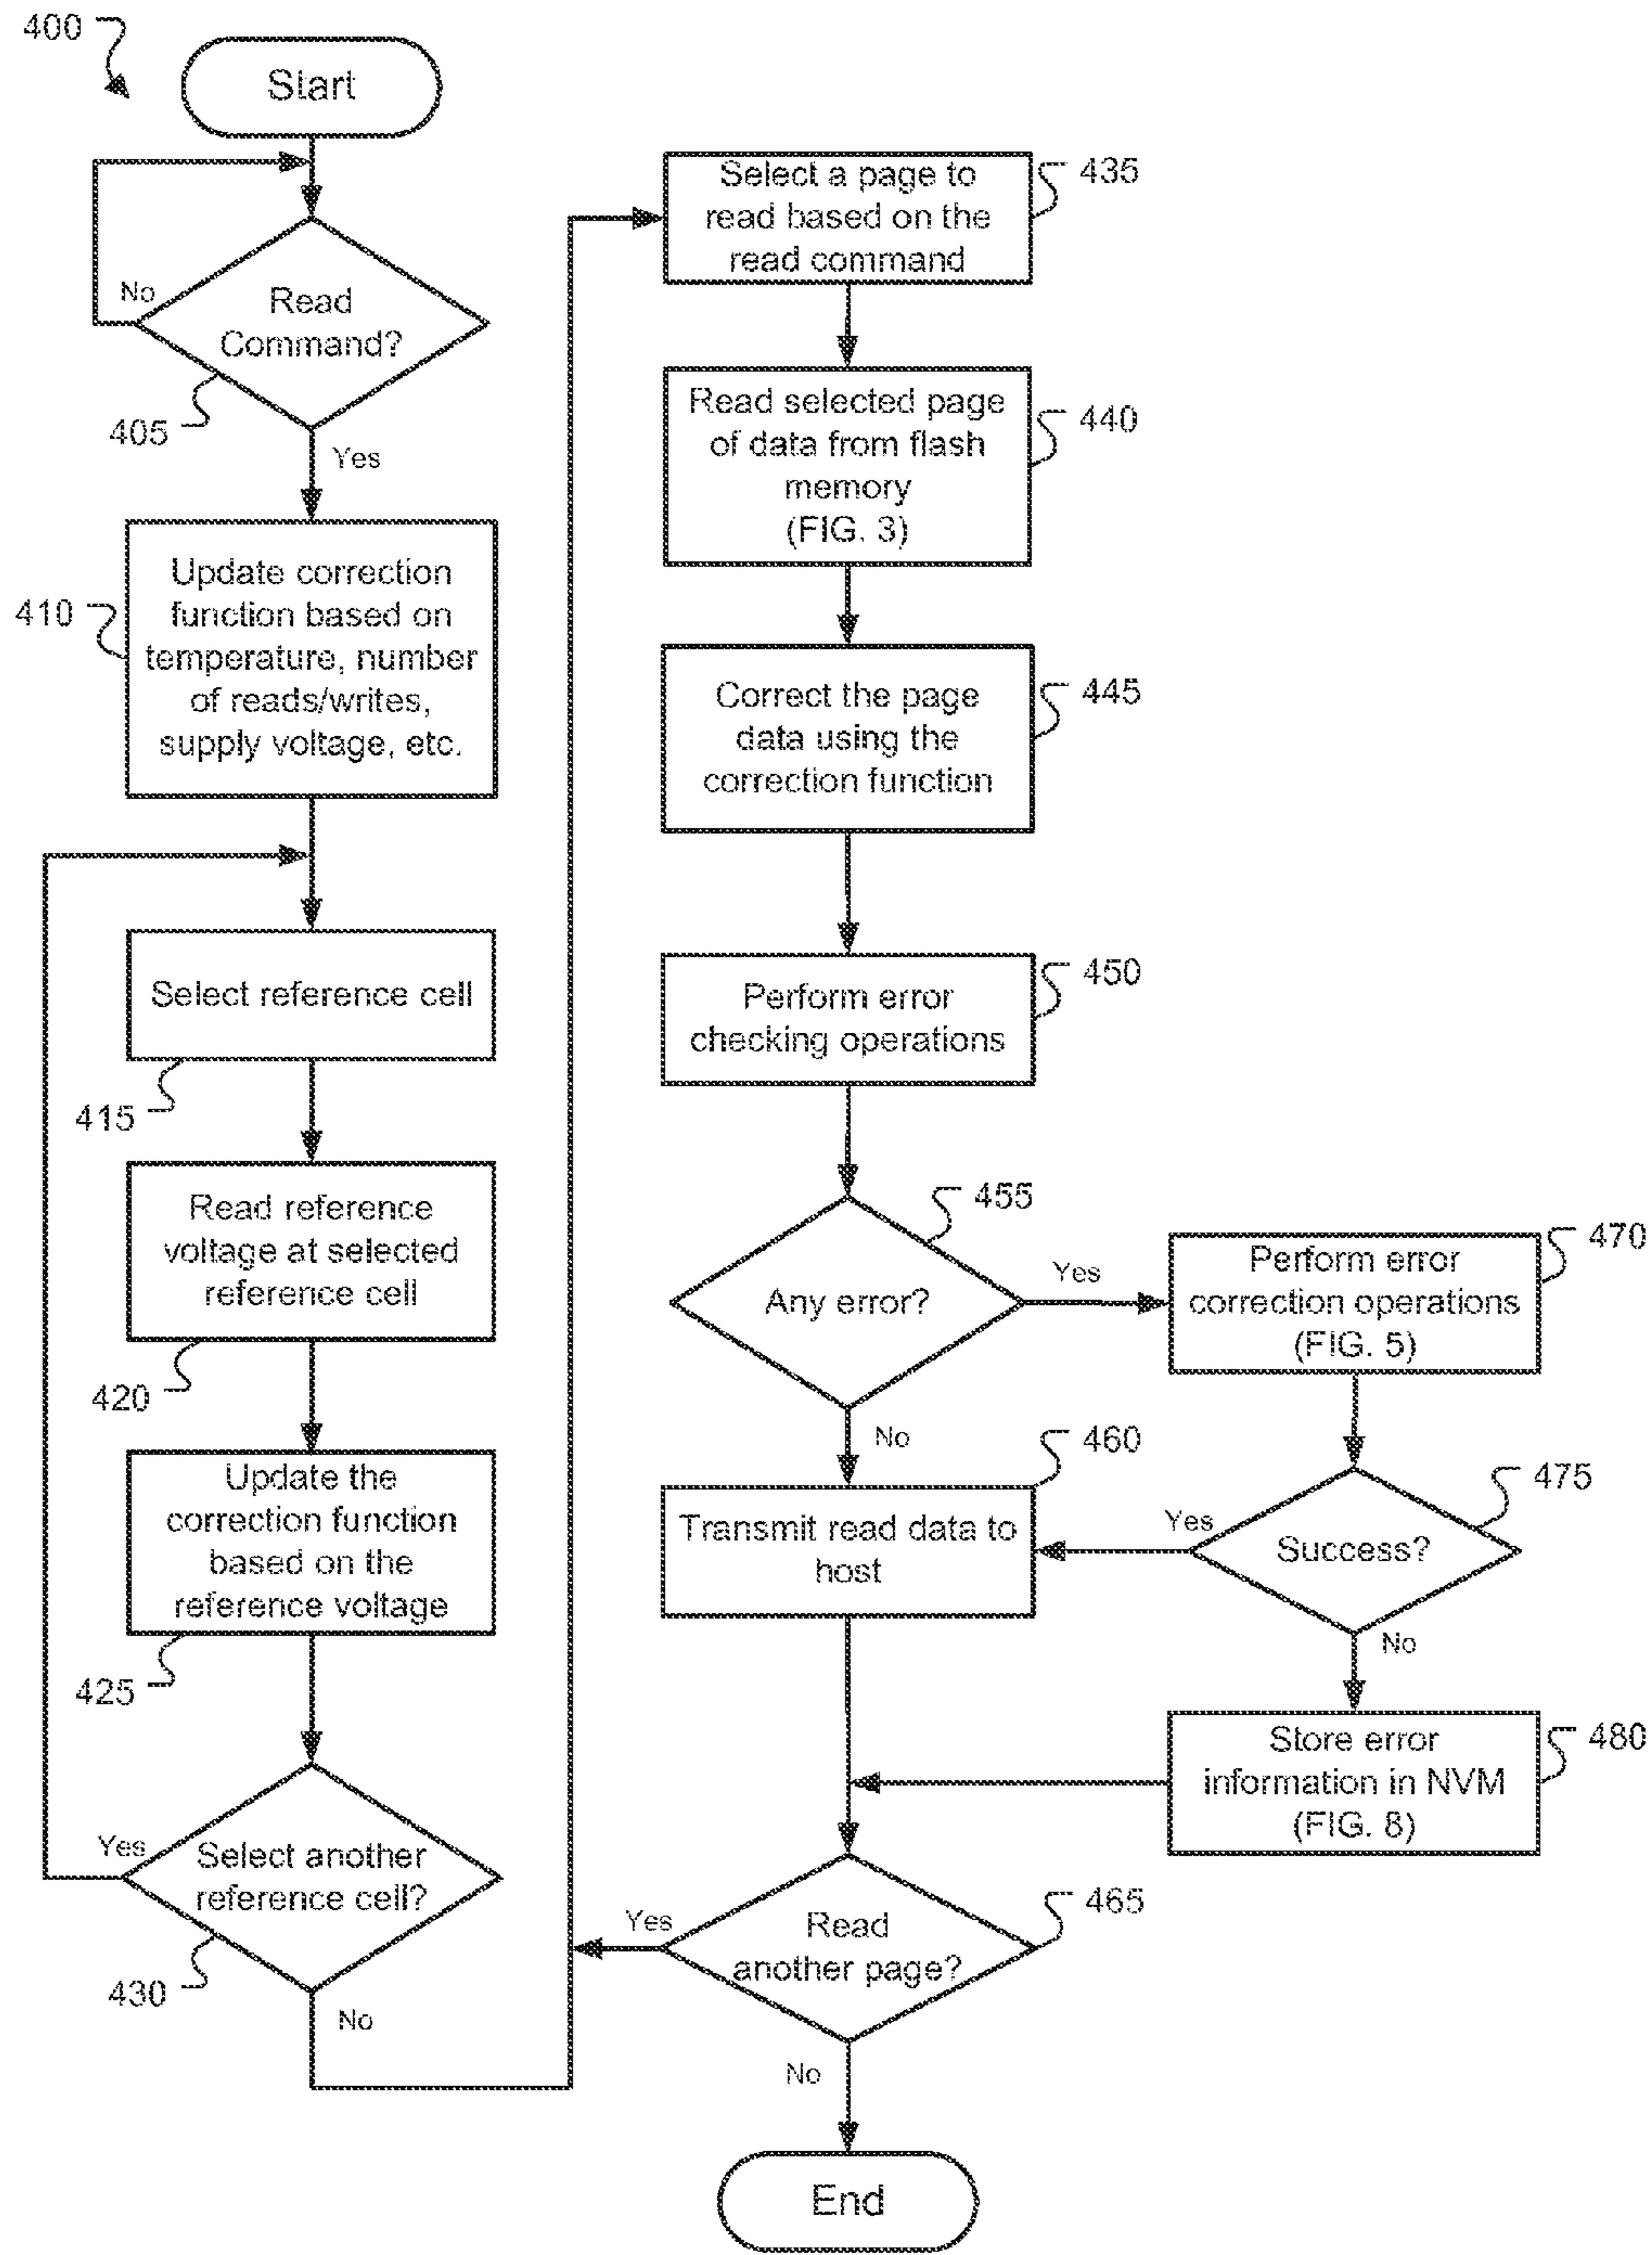 400
Start
No
Read
Command?
405
Yes
410
Update correction
function based on
temperature, number
of reads/writes,
supply voltage, etc.
Select reference cell
415
Read reference
voltage at selected
reference cell
420
Update the
correction function
based on the
reference voltage
425
Yes
Select another
reference cell?
430
No
Select a page to
read based on the
read command
435
Read selected page
of data from flash
memory
(FIG. 3)
440
Correct the page
data using the
correction function
445
Perform error
checking operations
450
455
Any error?
Yes
No
Perform error
correction operations
(FIG. 5)
470
460
Transmit read data to
host
475
Yes
Success?
No
Store error
information in NVM
(FIG. 8)
480
465
Yes
Read
another page?
No
End